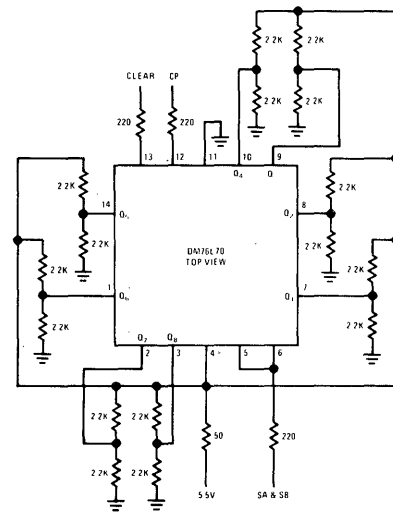 2 2K 2 2K
CLEAR CP
2 2K 2 2K
220 220
13 12 11 10 9
Q4 Q
2 2K
14 8
2 2K
DM76L70
TOP VIEW
2 2K
2 2K
2 2K
2 2K
1 7
Q1
2 2K
2 2K
Q7 Q8
2 3 4 5 6
2 2K 2 2K
50 220
2 2K 2 2K
5 5V SA & SB